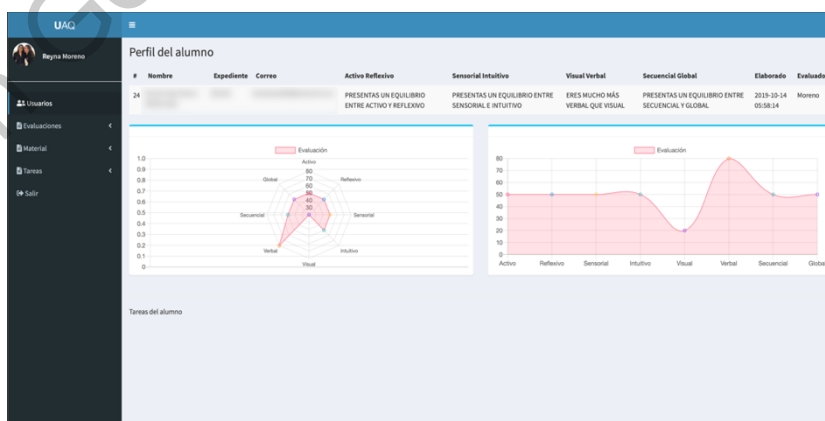 UAQ
Reyna Moreno
Usuarios
Evaluaciones
Material
Tareas
Salir
Perfil del alumno
# Nombre Expediente Correo Activo Reflexivo Sensorial Intuitivo Visual Verbal Secuencial Global Elaborado Evaluado
24 PRESENTAS UN EQUILIBRIO PRESENTAS UN EQUILIBRIO ENTRE ERES MUCHO MÁS PRESENTAS UN EQUILIBRIO ENTRE 2019-10-14 Moreno
ENTRE ACTIVO Y REFLEXIVO SENSORIAL E INTUITIVO VERBAL QUE VISUAL SECUENCIAL Y GLOBAL 05:58:14
Evaluación
1.0
0.9
0.8
0.7
0.6
0.5
0.4
0.3
0.2
0.1
0
Activo
Reflexivo
Sensorial
Intuitivo
Visual
Verbal
Secuencial
Global
80
70
60
40
30
Evaluación
80
70
60
50
40
30
20
10
0
Activo Reflexivo Sensorial Intuitivo Visual Verbal Secuencial Globa
Tareas del alumno